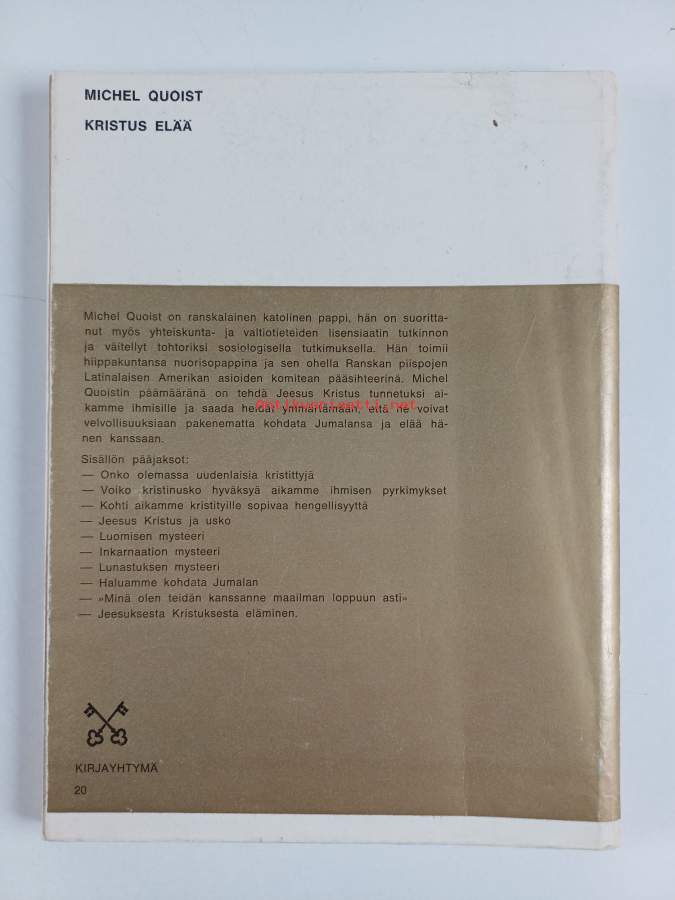 MICHEL QUOIST
KRISTUS ELÄÄ
Michel Quoist on ranskalainen katolinen pappi, hän on suoritta-
nut myös yhteiskunta- ja valtiotieteiden lisensiaatin tutkinnon
ja väitellyt tohtoriksi sosiologisella tutkimuksella. Hän toimii
hiippakuntansa nuorisopappina ja sen ohella Ranskan piispojen
Latinalaisen Amerikan asioiden komitean pääsihteerinä. Michel
Quoistin päämääränä on tehdä Jeesus Kristus tunnetuksi ai-
kamme ihmisille ja saada heidät ymmärtämään, että he voivat
Antikvariaatti.net
velvollisuuksiaan pakenematta kohdata Jumalansa ja elää hä-
nen kanssaan.
Sisällön pääjaksot:
— Onko olemassa uudenlaisia kristittyjä
— Voiko kristinusko hyväksyä aikamme ihmisen pyrkimykset
— Kohti aikamme kristityille sopivaa hengellisyyttä
— Jeesus Kristus ja usko
— Luomisen mysteeri
— Inkarnaation mysteeri
— Lunastuksen mysteeri
— Haluamme kohdata Jumalan
— »Minä olen teidän kanssanne maailman loppuun asti»
— Jeesuksesta Kristuksesta eläminen.
KIRJAYHTYMÄ
20